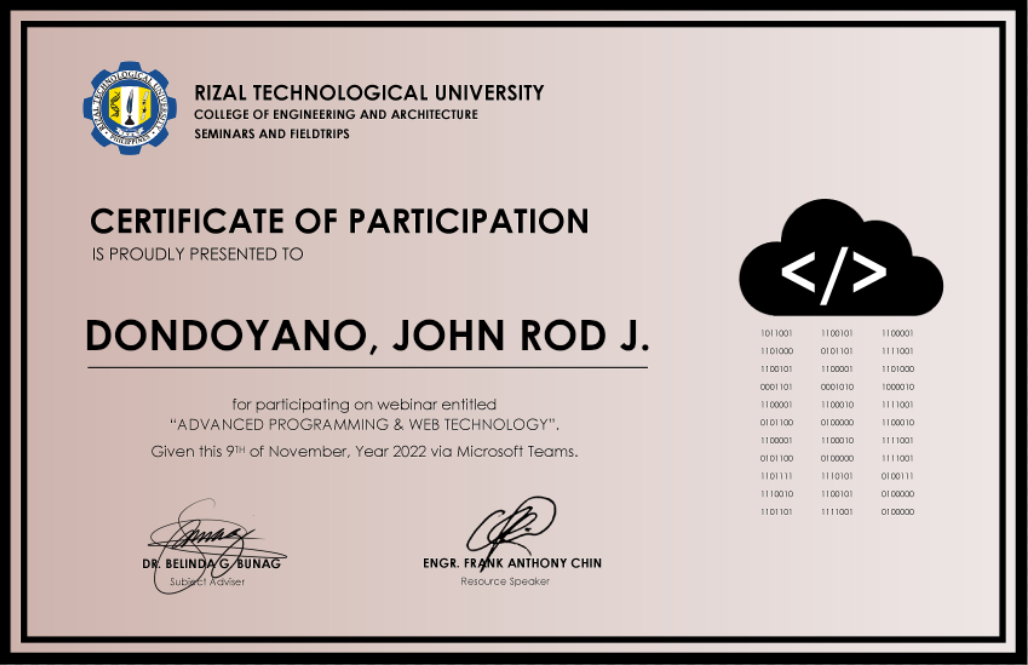 RIZAL TECHNOLOGICAL UNIVERSITY
COLLEGE OF ENGINEERING AND ARCHITECTURE
SEMINARS AND FIELDTRIPS
RIZAL TECHNOLOGICAL UNIVERSITY
PHILIPPINES
CERTIFICATE OF PARTICIPATION
IS PROUDLY PRESENTED TO
DONDOYANO, JOHN ROD J.
for participating on webinar entitled
“ADVANCED PROGRAMMING & WEB TECHNOLOGY”.
Given this 9TH of November, Year 2022 via Microsoft Teams.
DR. BELINDA G. BUNAG
Subject Adviser
ENGR. FRANK ANTHONY CHIN
Resource Speaker
</>
1011001 1100101 1100001
1101000 0101101 1111001
1100101 1100001 1101000
0001101 0001010 1000010
1100001 1100010 1111001
0101100 0100000 1100010
1100001 1100010 1111001
0101100 0100000 1111001
1101111 1110101 0100111
1110010 1100101 0100000
1101101 1111001 0100000